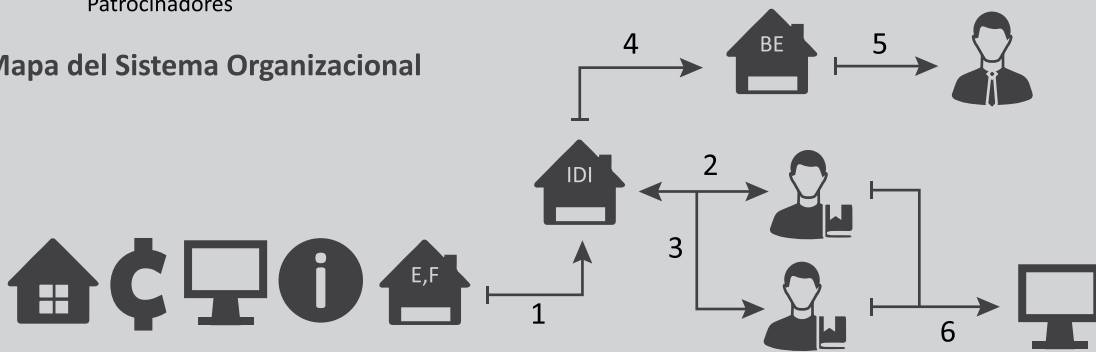 Patrocinadores
Mapa del Sistema Organizacional
4
BE
5
IDI
2
3
E,F
1
6